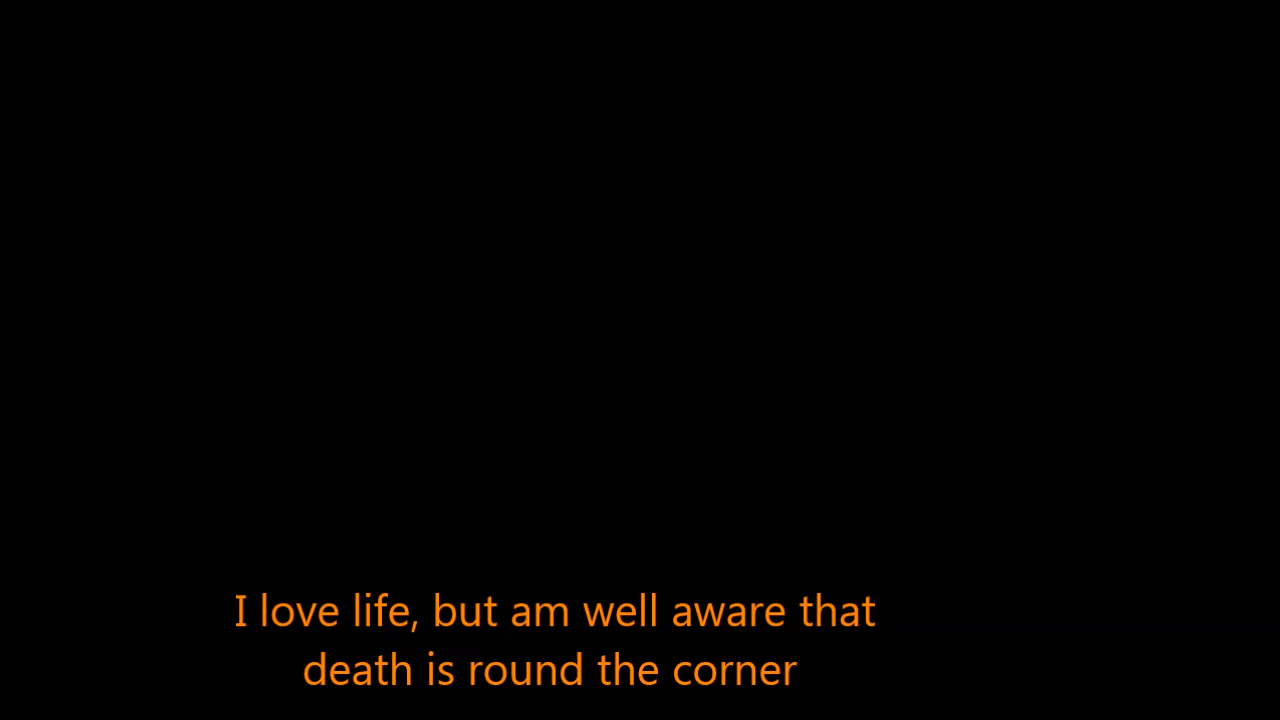 I love life, but am well aware that
death is round the corner